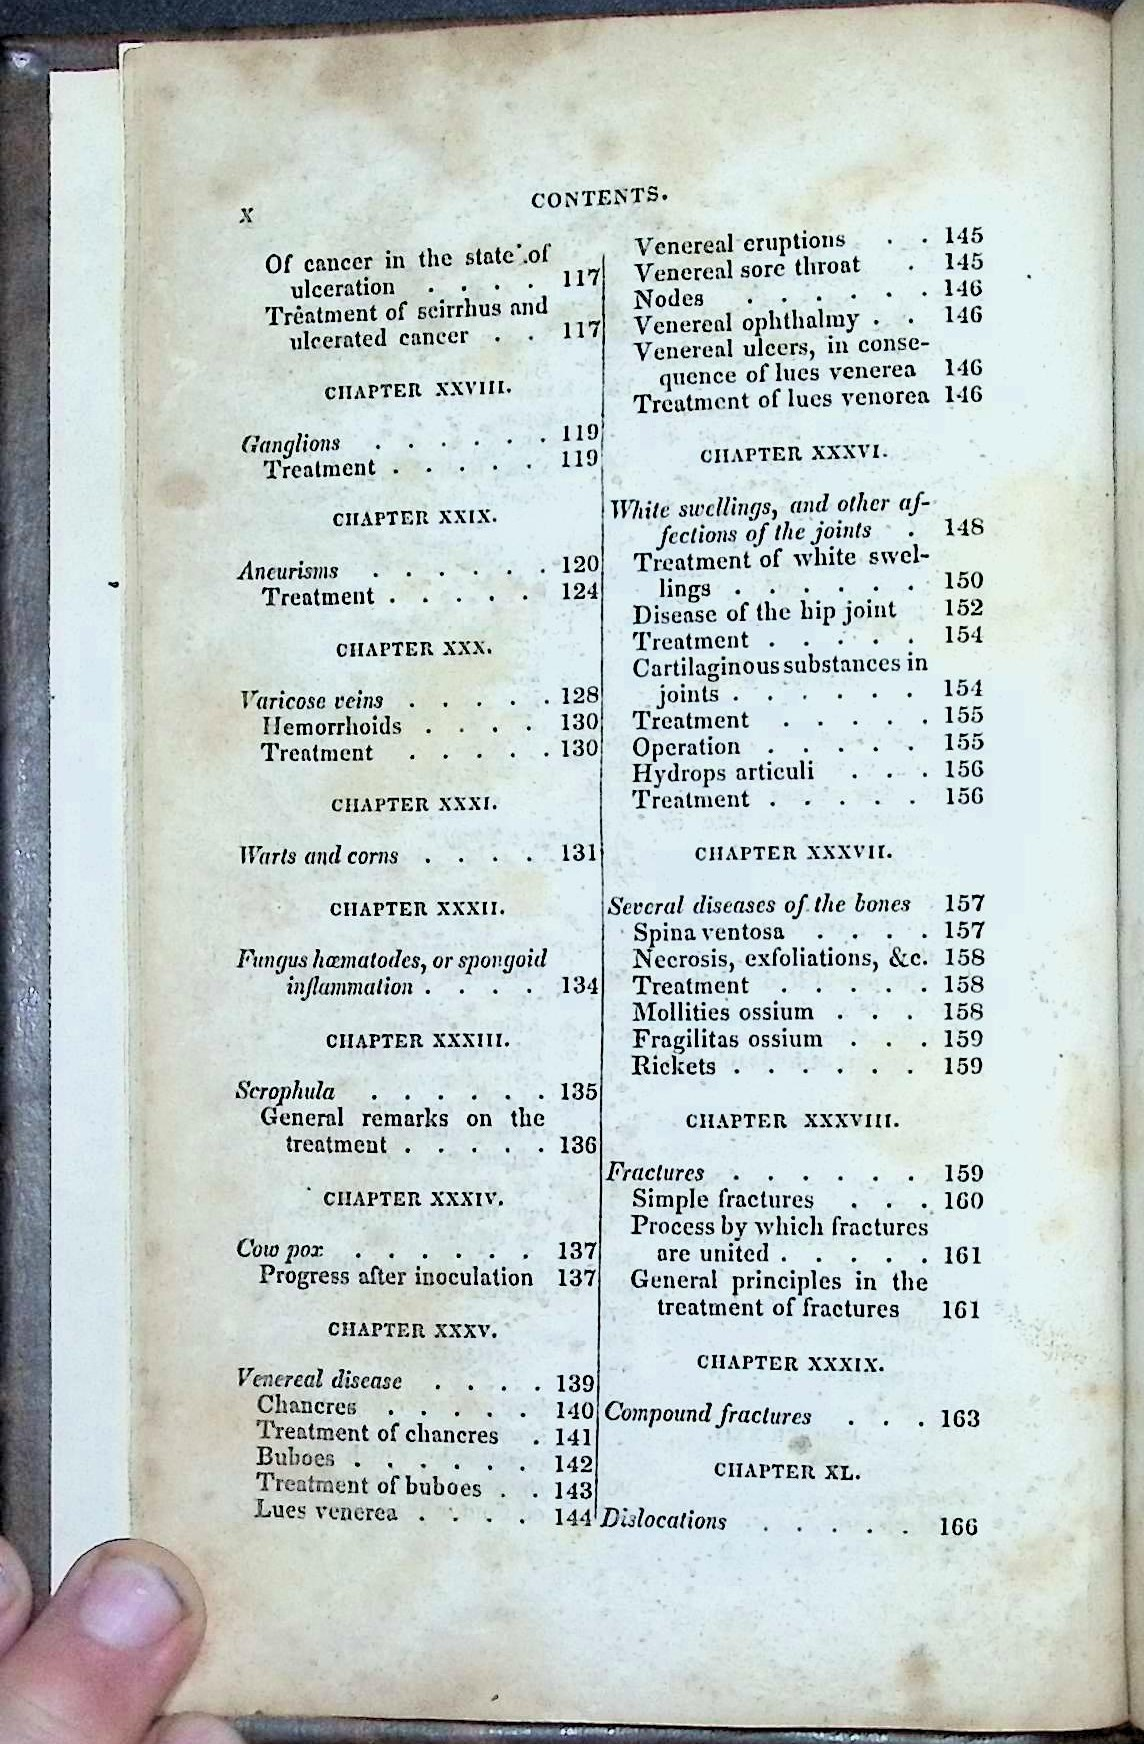 X
CONTENTS.
Of cancer in the state of
ulceration . . . . 117
Treatment of scirrhus and
ulcerated cancer . . 117
CHAPTER XXVIII.
Ganglions . . . . . . 119
Treatment . . . . . 119
CHAPTER XXIX.
Aneurisms . . . . . . 120
Treatment . . . . . 124
CHAPTER XXX.
Varicose veins . . . . . 128
Hemorrhoids . . . . 130
Treatment . . . . . 130
CHAPTER XXXI.
Warts and corns . . . . 131
CHAPTER XXXII.
Fungus hœmatodes, or spongoid
inflammation . . . . 134
CHAPTER XXXIII.
Scrophula . . . . . . 135
General remarks on the
treatment . . . . . 136
CHAPTER XXXIV.
Cow pox . . . . . . 137
Progress after inoculation 137
CHAPTER XXXV.
Venereal disease . . . . 139
Chancres . . . . . 140
Treatment of chancres . 141
Buboes . . . . . . 142
Treatment of buboes . . 143
Lues venerea . . . . 144
Venereal eruptions . . 145
Venereal sore throat . 145
Nodes . . . . . . 146
Venereal ophthalmy . . 146
Venereal ulcers, in conse-
quence of lues venerea 146
Treatment of lues venorea 146
CHAPTER XXXVI.
White swellings, and other af-
fections of the joints . 148
Treatment of white swel-
lings . . . . . . 150
Disease of the hip joint 152
Treatment . . . . . 154
Cartilaginous substances in
joints . . . . . . 154
Treatment . . . . . 155
Operation . . . . . 155
Hydrops articuli . . . 156
Treatment . . . . . 156
CHAPTER XXXVII.
Several diseases of the bones 157
Spina ventosa . . . . 157
Necrosis, exfoliations, &c. 158
Treatment . . . . . 158
Mollities ossium . . . 158
Fragilitas ossium . . . 159
Rickets . . . . . . 159
CHAPTER XXXVIII.
Fractures . . . . . . 159
Simple fractures . . . 160
Process by which fractures
are united . . . . . 161
General principles in the
treatment of fractures 161
CHAPTER XXXIX.
Compound fractures . . . 163
CHAPTER XL.
Dislocations . . . . . 166